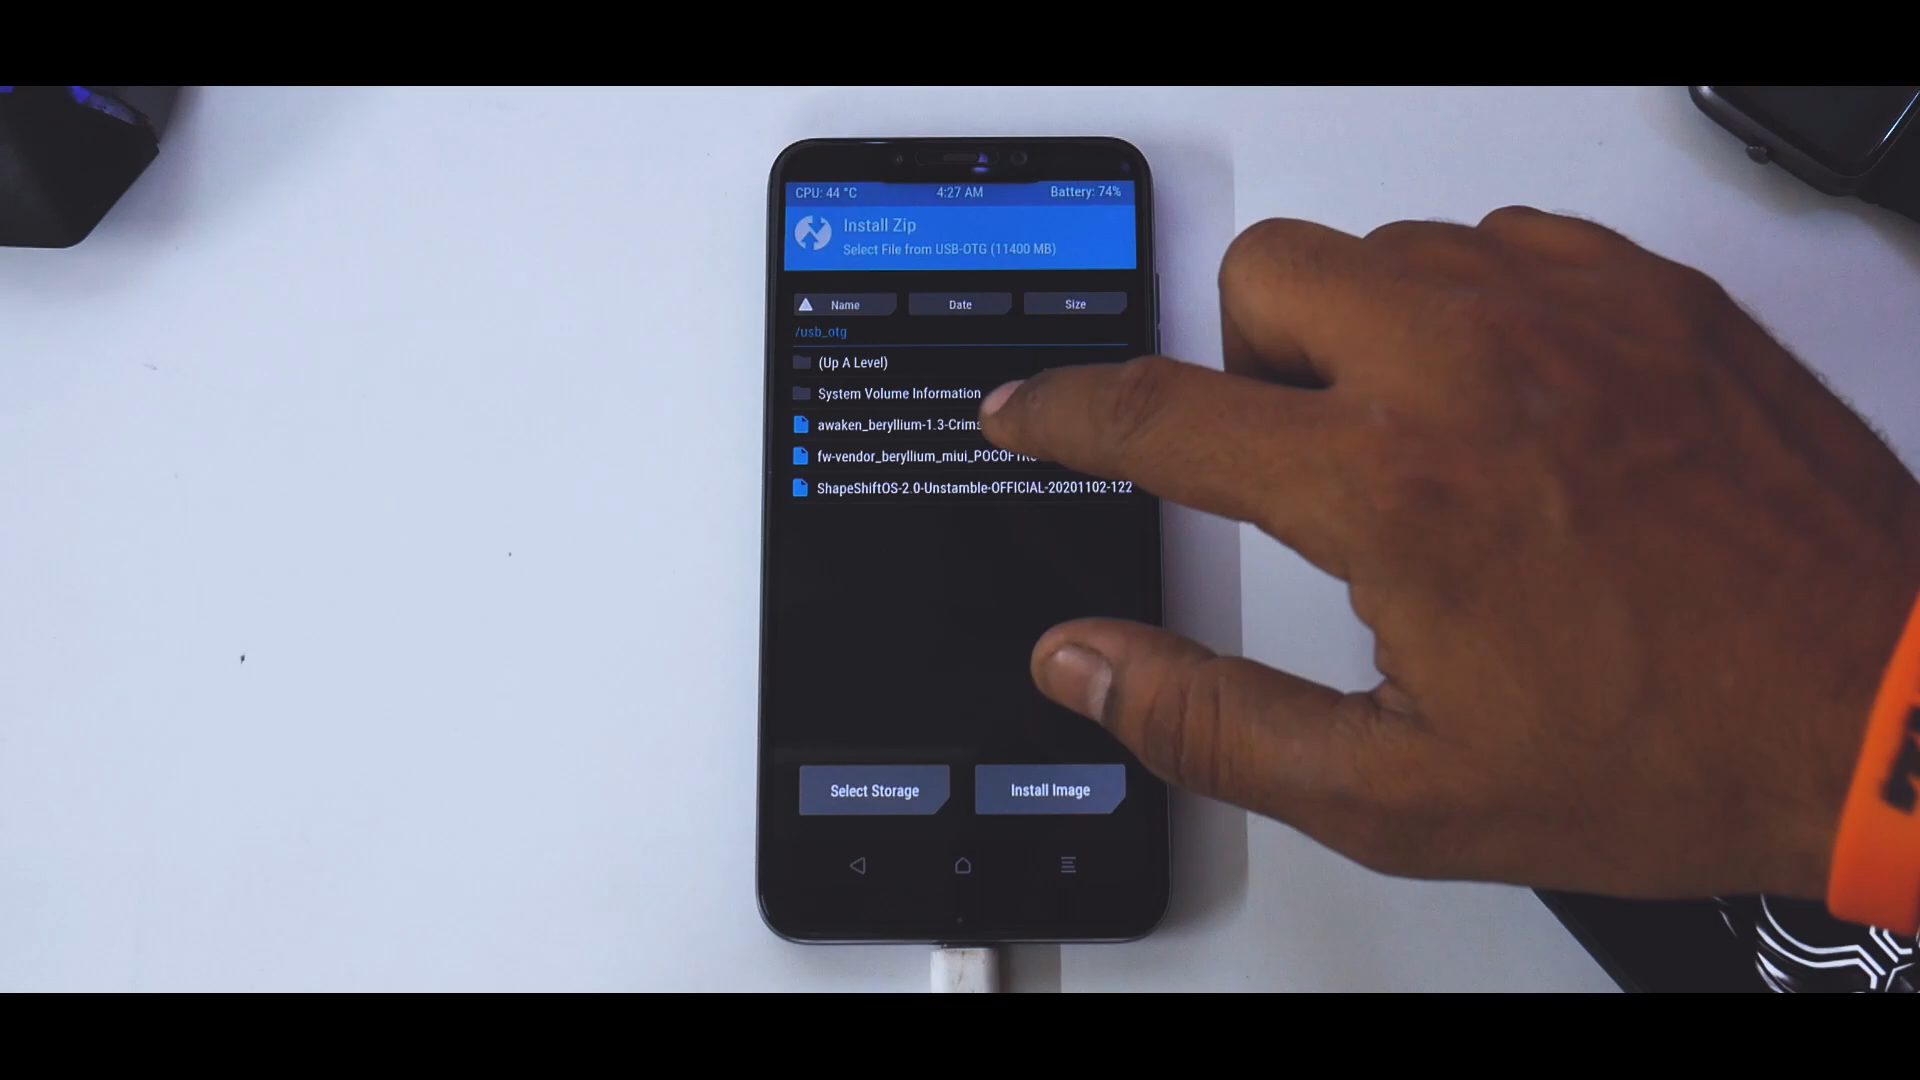 CPU: 44 °C 4:27 AM Battery: 74%
Install Zip
Select File from USB-OTG (11400 MB)
Name Date Size
/usb_otg
(Up A Level)
System Volume Information
awaken_beryllium-1.3-Crims
fw-vendor_beryllium_miui_POCOF1RG
ShapeShiftOS-2.0-Unstamble-OFFICIAL-20201102-122
Select Storage Install Image